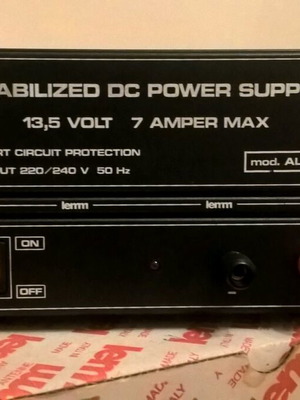 ABILIZED DC POWER SUPP
13,5 VOLT 7 AMPER MAX
RT CIRCUIT PROTECTION
mod. AL
UT 220/240 V 50 Hz
lemm lemm
ON
OFF
lemm